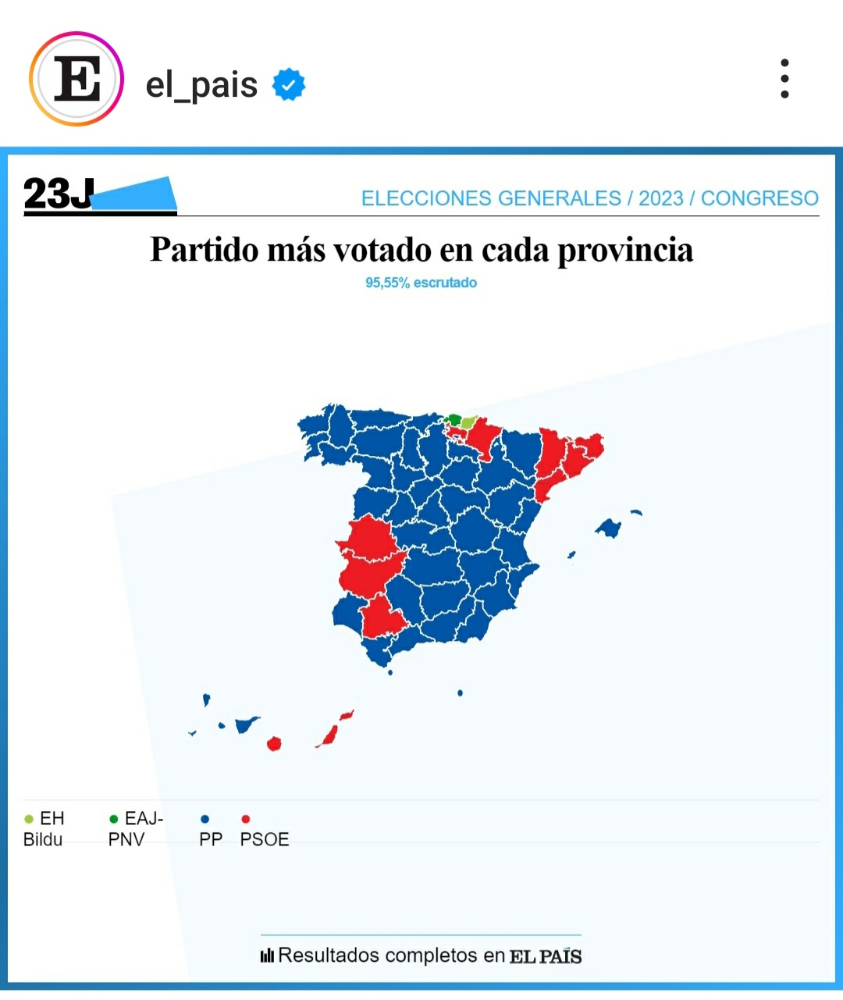 E
el_pais
23J
ELECCIONES GENERALES / 2023 / CONGRESO
Partido más votado en cada provincia
95,55% escrutado
EH Bildu
EAJ-PNV
PP
PSOE
Resultados completos en EL PAÍS